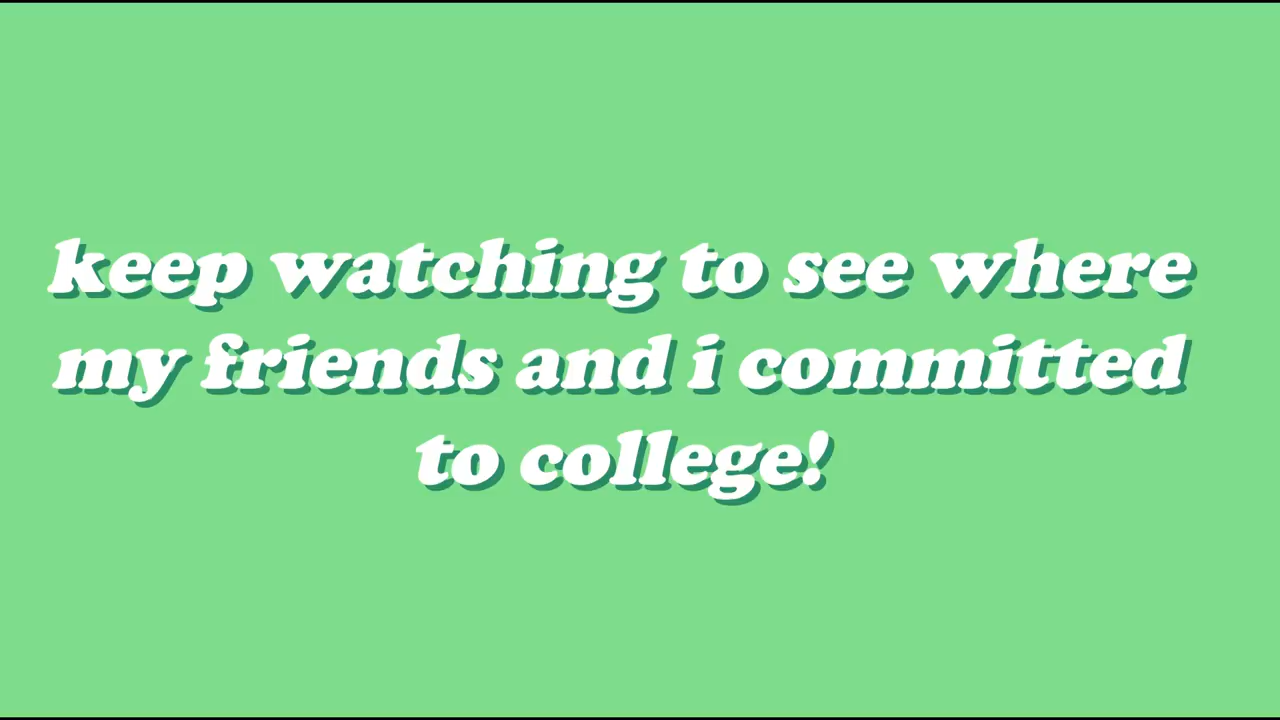 keep watching to see where
my friends and i committed
to college!